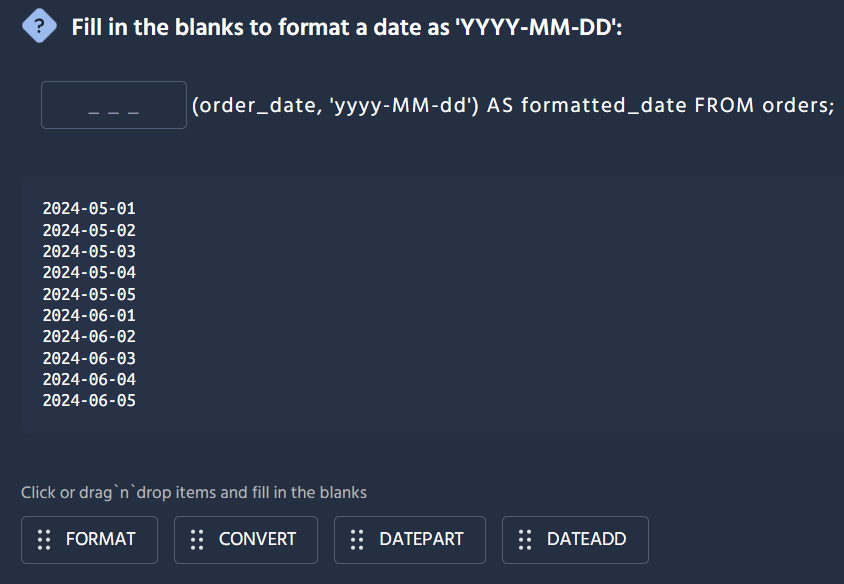 ?
Fill in the blanks to format a date as 'YYYY-MM-DD':
_ _ _ (order_date, 'yyyy-MM-dd') AS formatted_date FROM orders;
2024-05-01
2024-05-02
2024-05-03
2024-05-04
2024-05-05
2024-06-01
2024-06-02
2024-06-03
2024-06-04
2024-06-05
Click or drag`n`drop items and fill in the blanks
FORMAT CONVERT DATEPART DATEADD